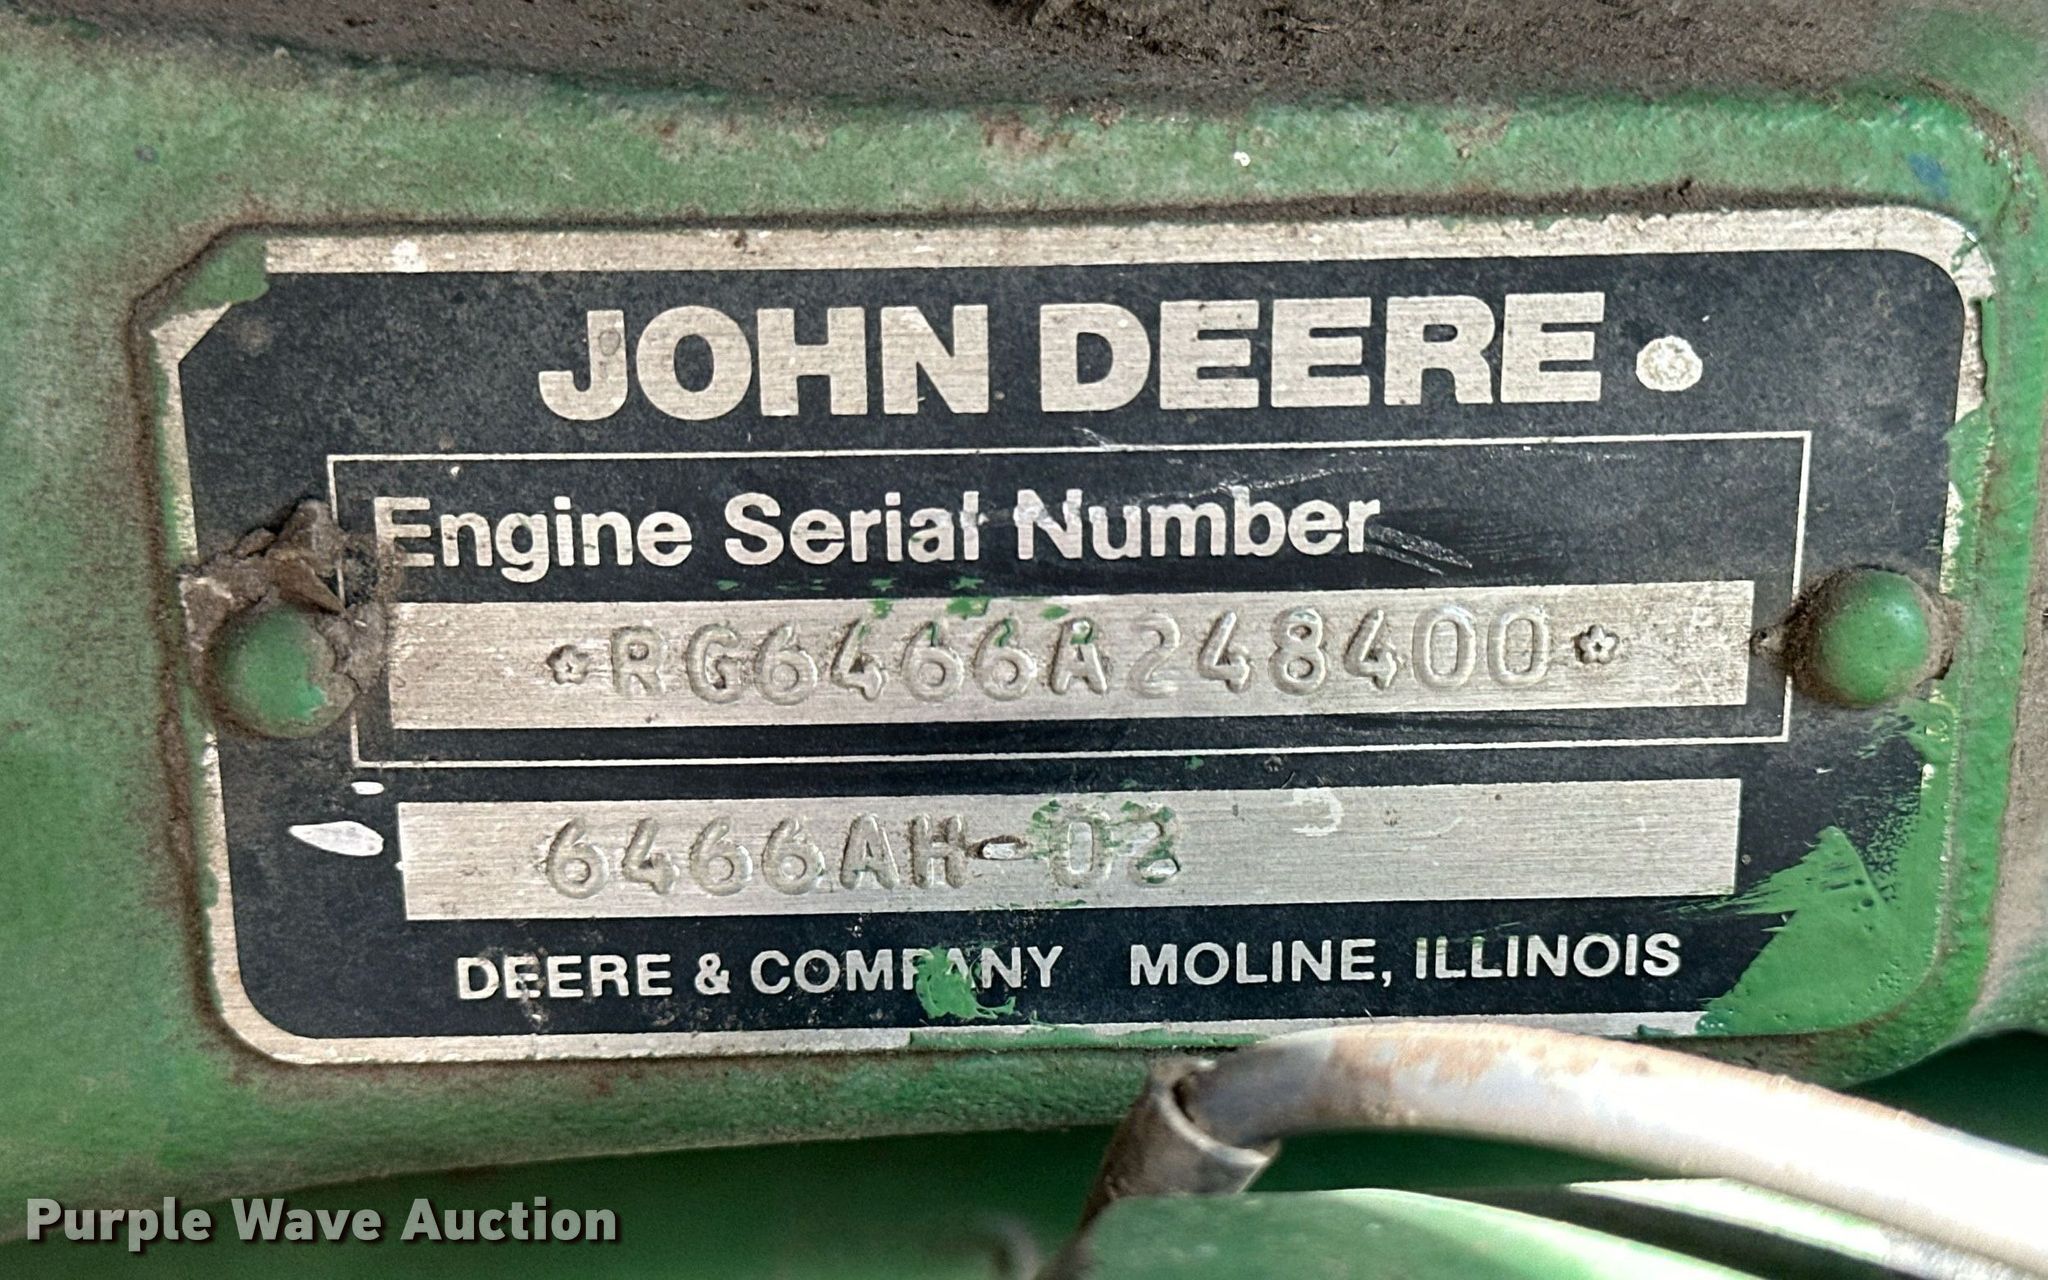 JOHN DEERE
Engine Serial Number
*RG6466A248400*
6466AH-02
DEERE & COMPANY MOLINE, ILLINOIS
Purple Wave Auction